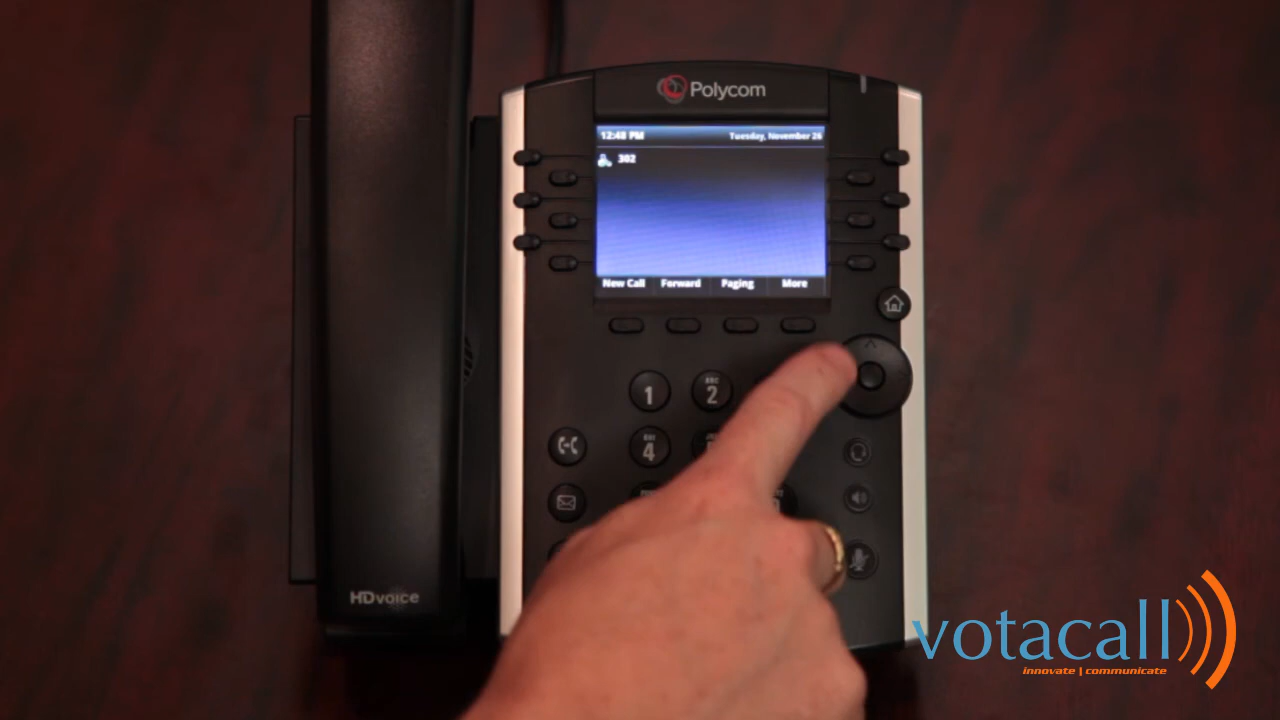 Polycom
12:48 PM Tuesday, November 26
302
New Call Forward Paging More
1
ABC
2
4
HDvoice
votacall
innovate | communicate